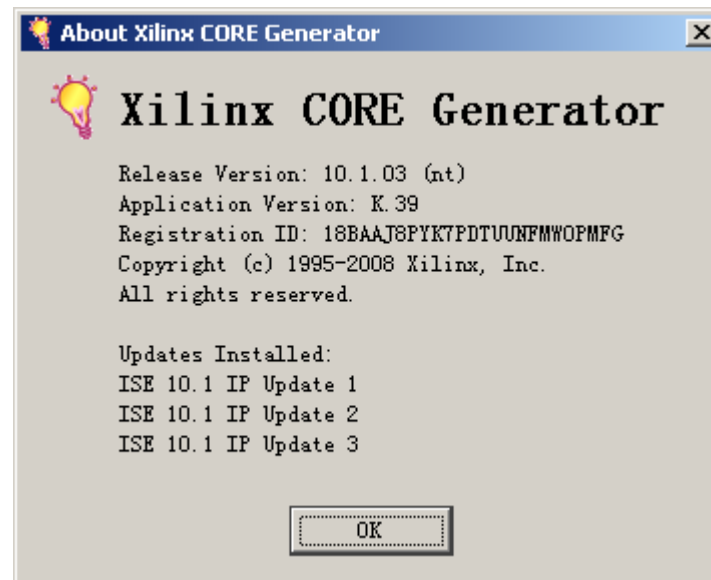 About Xilinx CORE Generator
Xilinx CORE Generator
Release Version: 10.1.03 (nt)
Application Version: K.39
Registration ID: 18BAAJ8PYK7PDTUUNFMWOPMFG
Copyright (c) 1995-2008 Xilinx, Inc.
All rights reserved.
Updates Installed:
ISE 10.1 IP Update 1
ISE 10.1 IP Update 2
ISE 10.1 IP Update 3
OK